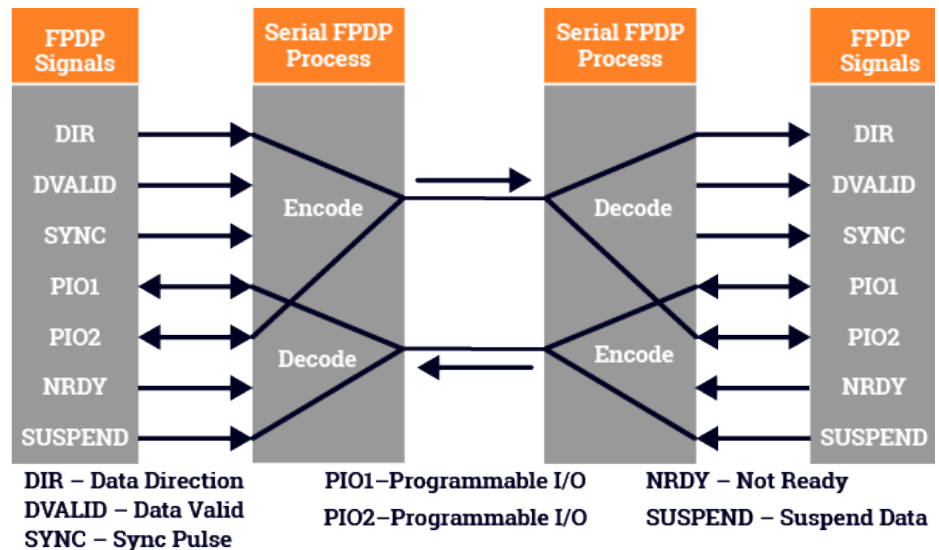 FPDP
Signals
Serial FPDP
Process
Serial FPDP
Process
FPDP
Signals
DIR
DVALID
SYNC
PIO1
PIO2
NRDY
SUSPEND
Encode
Decode
Decode
Encode
DIR
DVALID
SYNC
PIO1
PIO2
NRDY
SUSPEND
DIR – Data Direction
DVALID – Data Valid
SYNC – Sync Pulse
PIO1–Programmable I/O
PIO2–Programmable I/O
NRDY – Not Ready
SUSPEND – Suspend Data